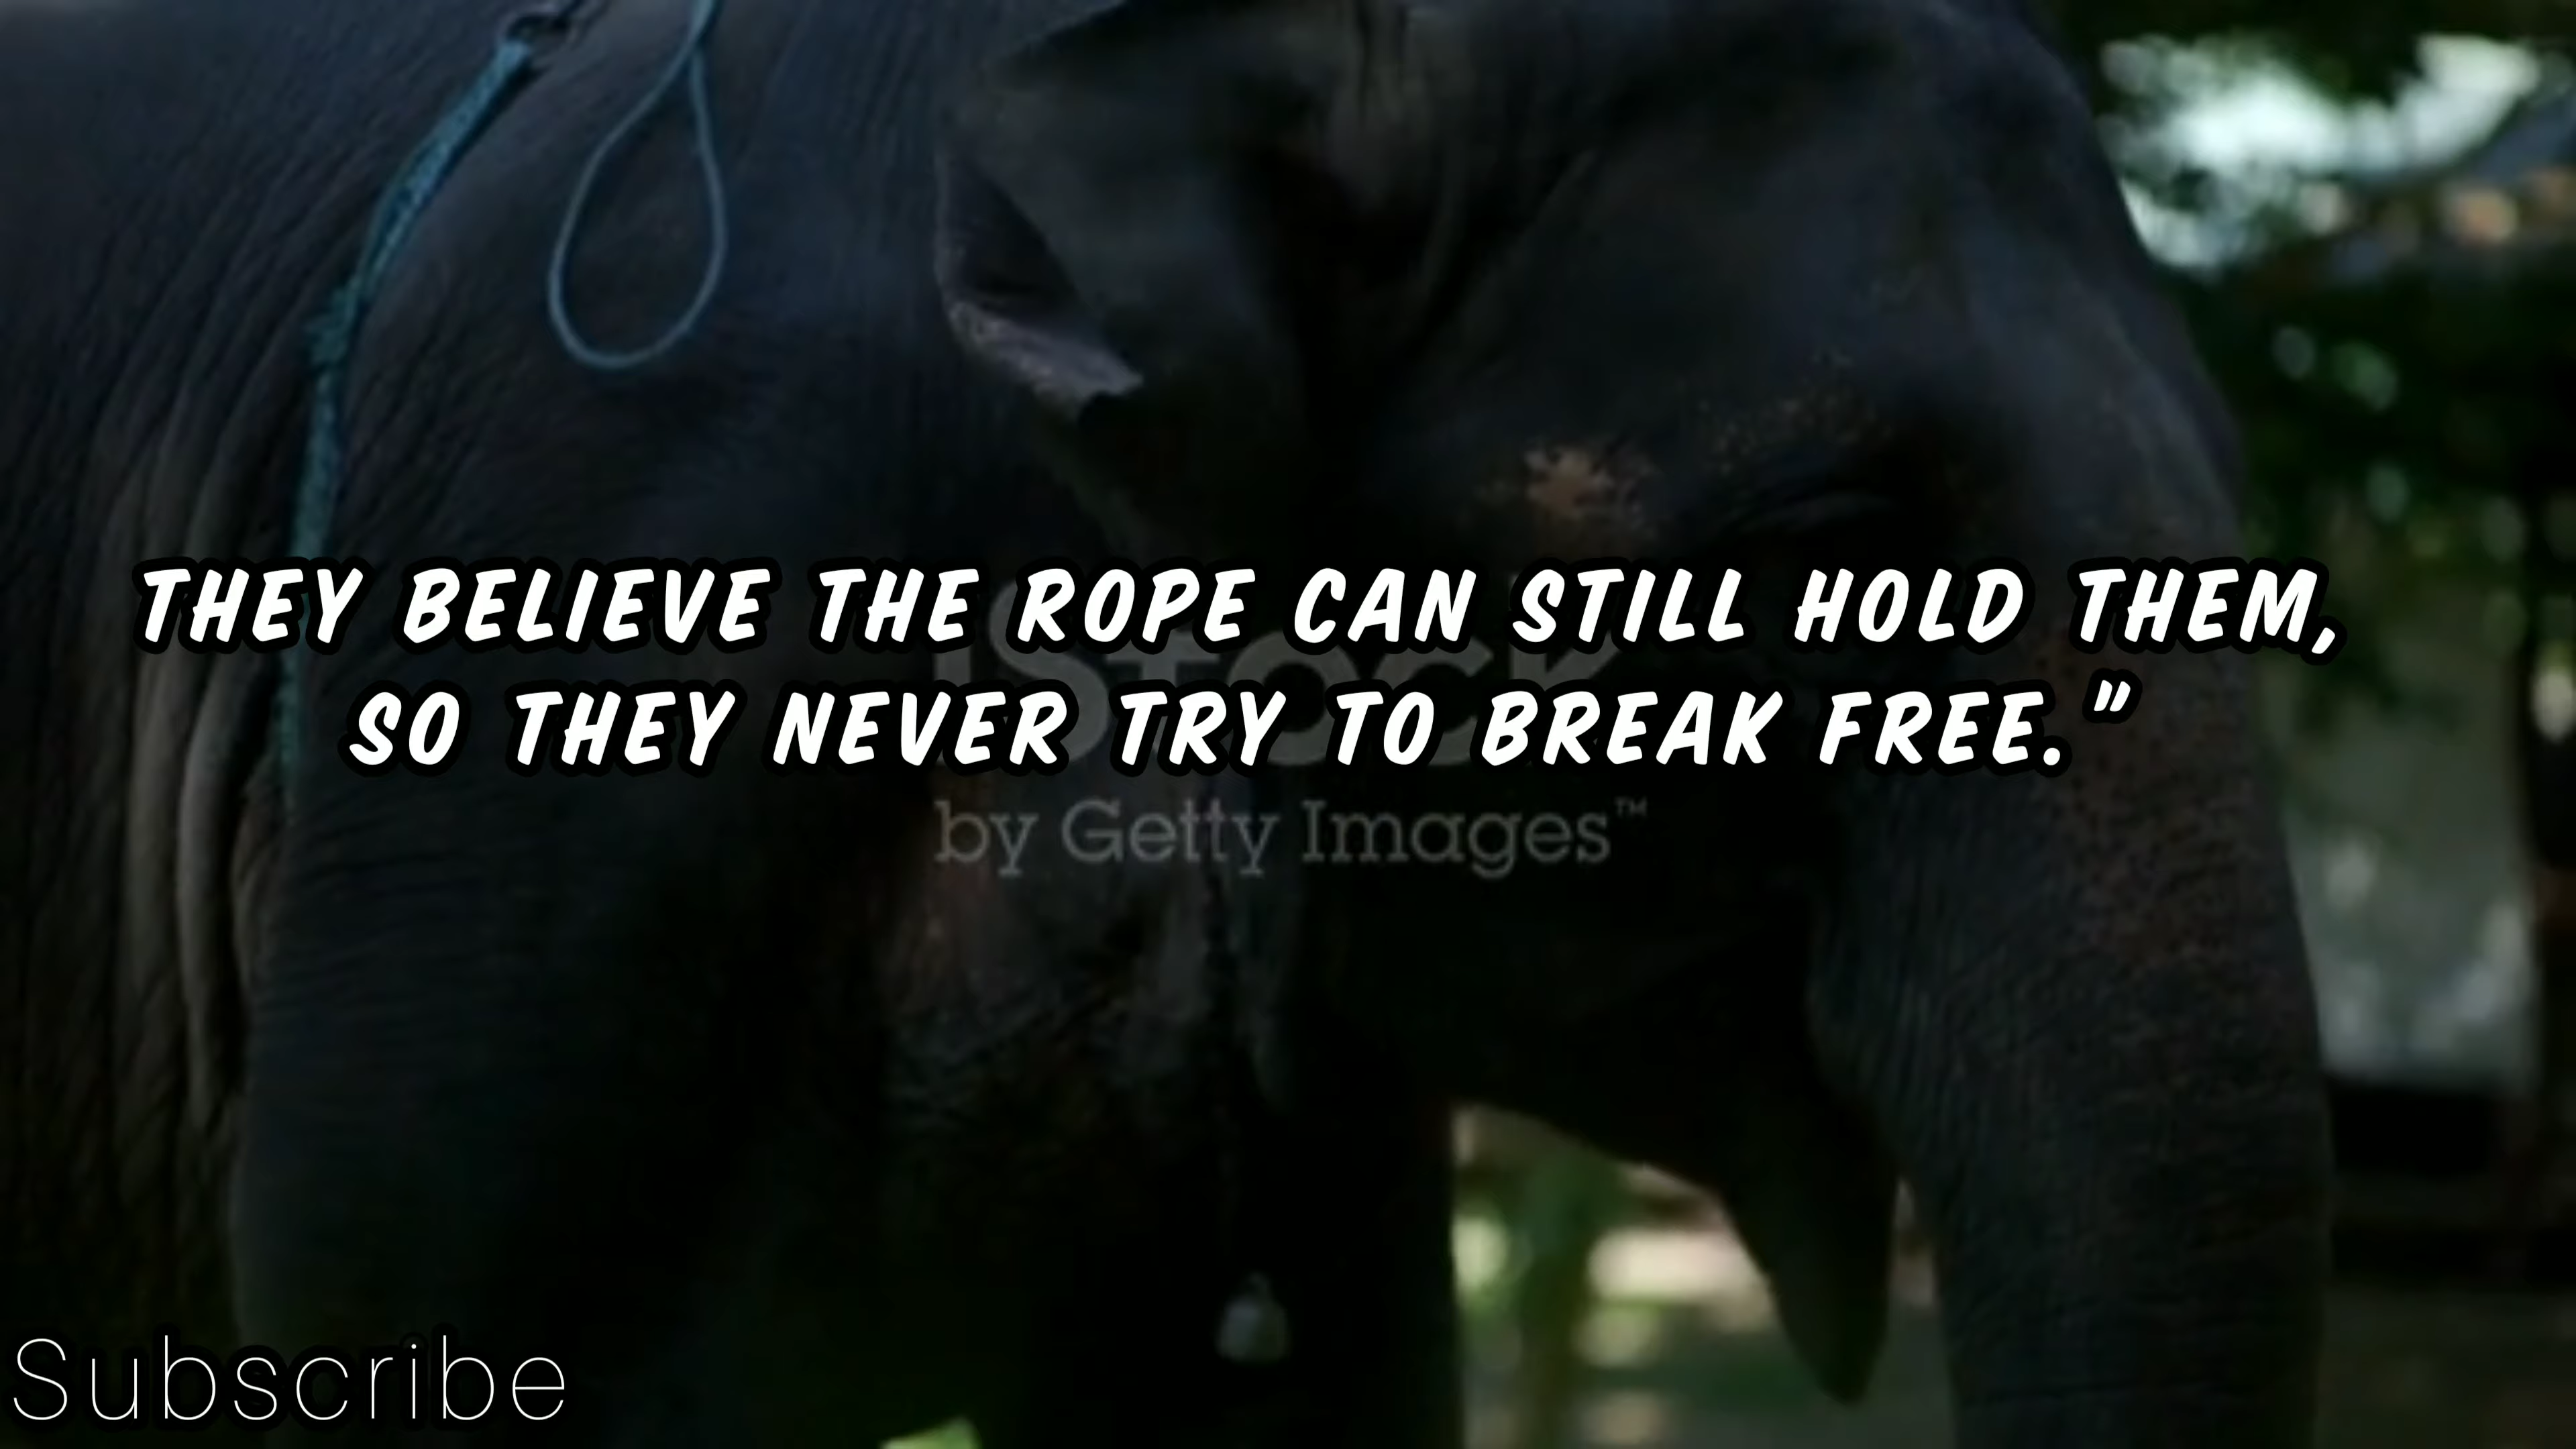 THEY BELIEVE THE ROPE CAN STILL HOLD THEM,
SO THEY NEVER TRY TO BREAK FREE."
iStock
by Getty Images™
Subscribe